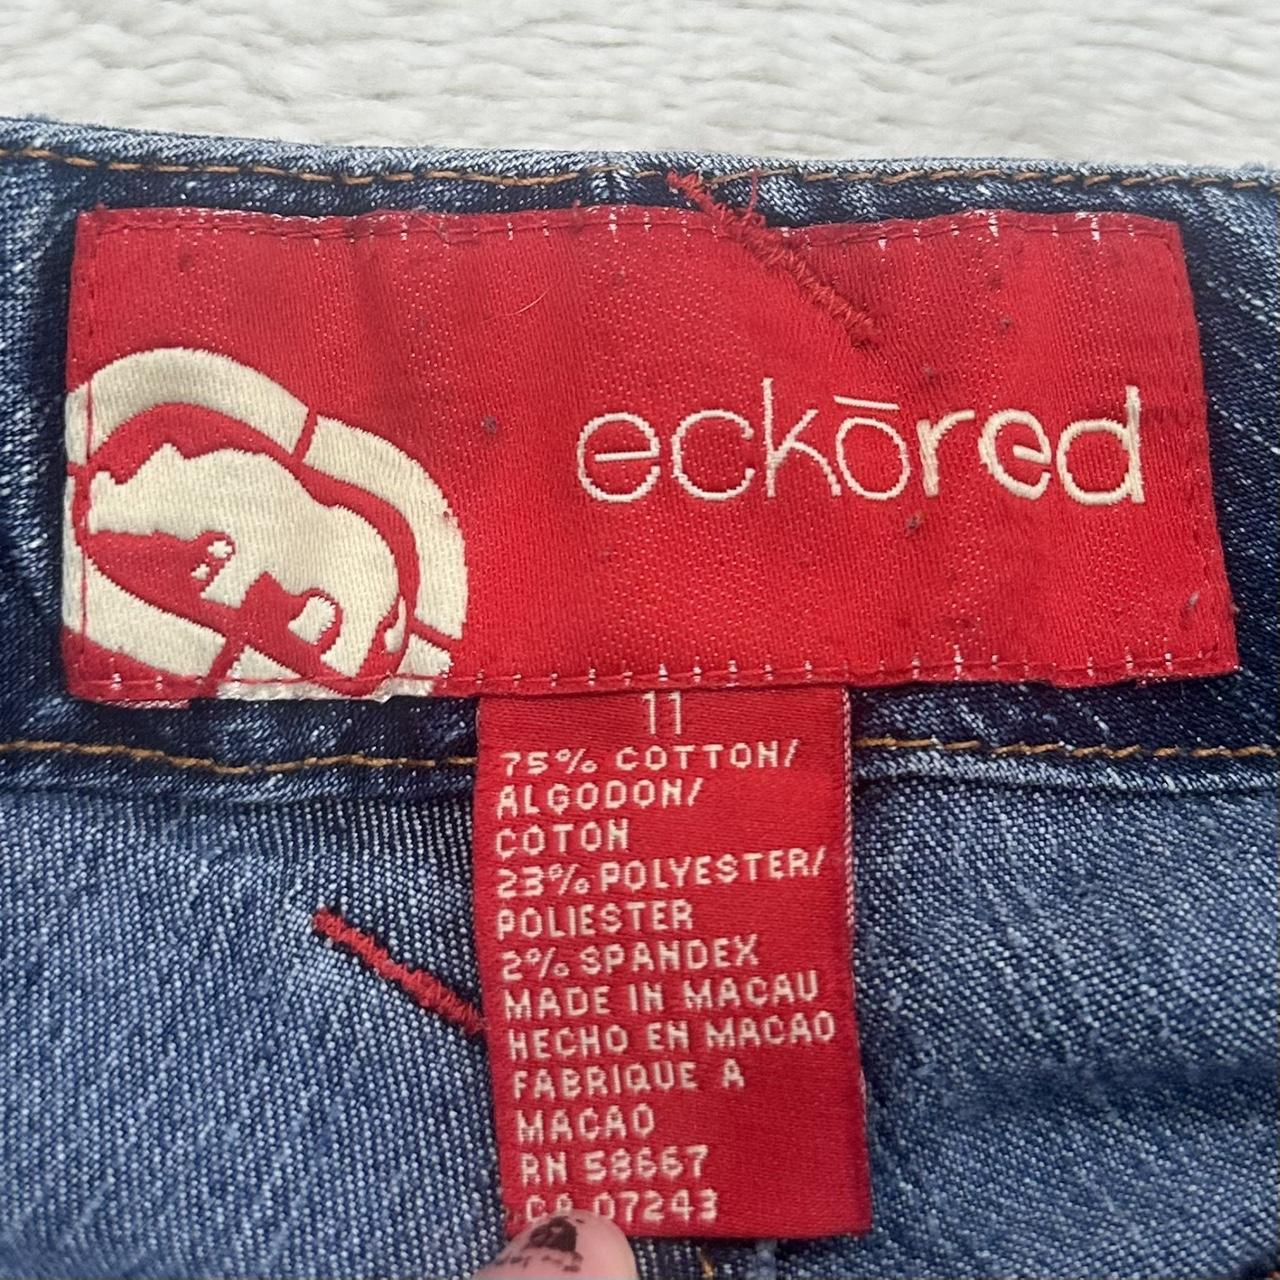 eckōred
11
75% COTTON/
ALGODON/
COTON
23% POLYESTER/
POLIESTER
2% SPANDEX
MADE IN MACAU
HECHO EN MACAO
FABRIQUE A
MACAO
RN 58667
CA 07243